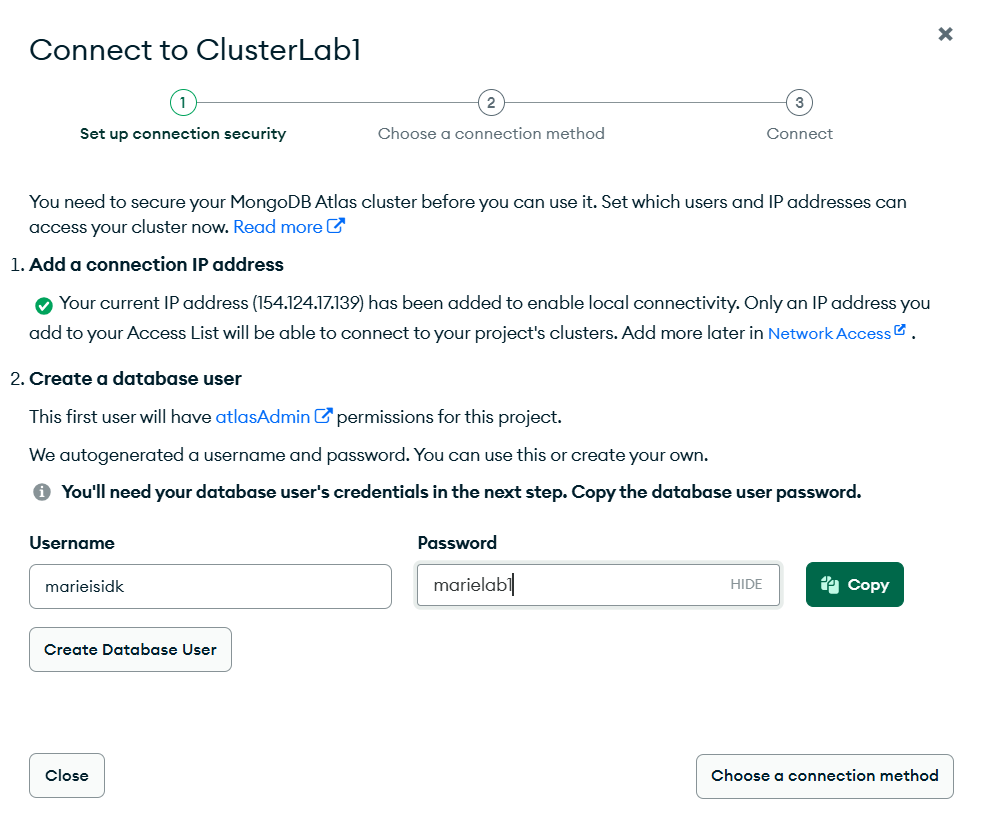 Connect to ClusterLab1
1
2
3
Set up connection security
Choose a connection method
Connect
You need to secure your MongoDB Atlas cluster before you can use it. Set which users and IP addresses can
access your cluster now. Read more
1. Add a connection IP address
Your current IP address (154.124.17.139) has been added to enable local connectivity. Only an IP address you
add to your Access List will be able to connect to your project's clusters. Add more later in Network Access .
2. Create a database user
This first user will have atlasAdmin permissions for this project.
We autogenerated a username and password. You can use this or create your own.
You'll need your database user's credentials in the next step. Copy the database user password.
Username
Password
marieisidk
marielab1
HIDE
Copy
Create Database User
Close
Choose a connection method